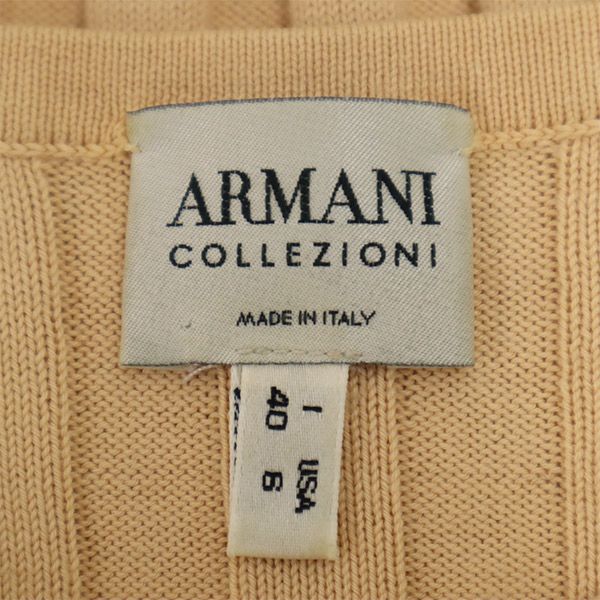 ARMANI
COLLEZIONI
MADE IN ITALY
I USA
40 6